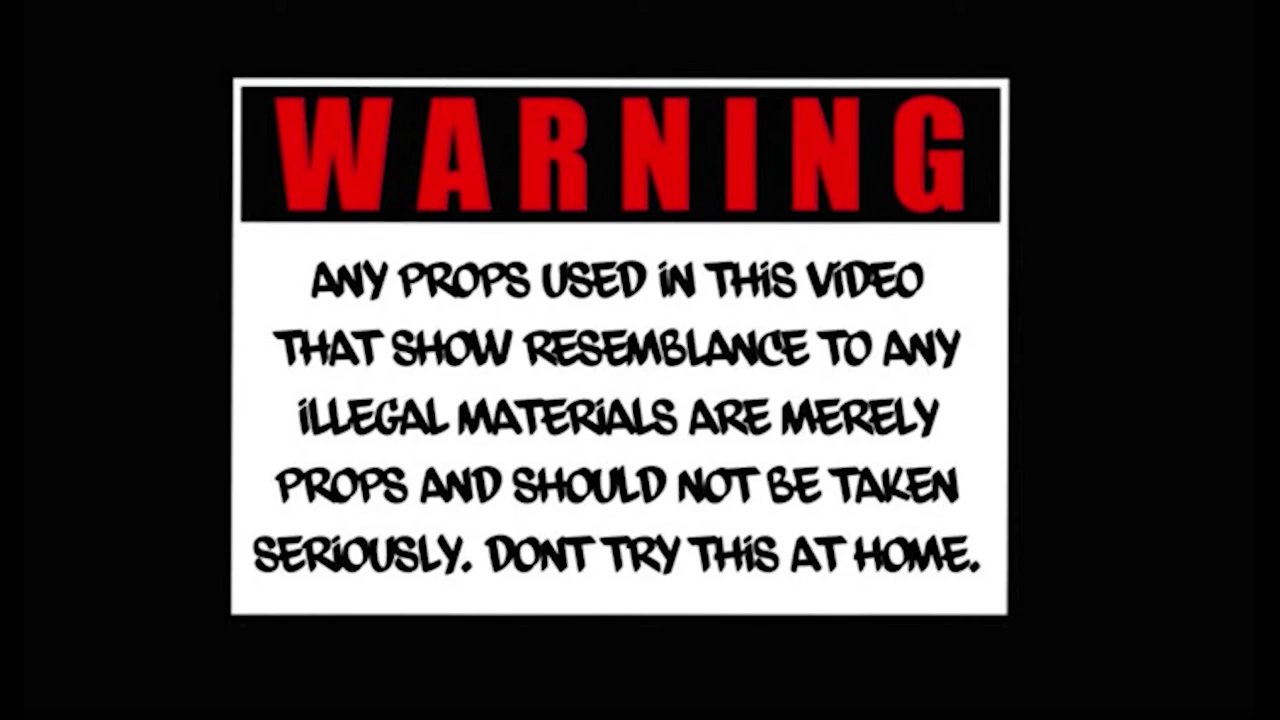 WARNING
ANY PROPS USED iN THiS ViDEO
THAT SHOW RESEMBLANCE TO ANY
iLLEGAL MATERiALS ARE MERELY
PROPS AND SHOULD NOT BE TAKEN
SERiOUSLY. DONT TRY THiS AT HOME.